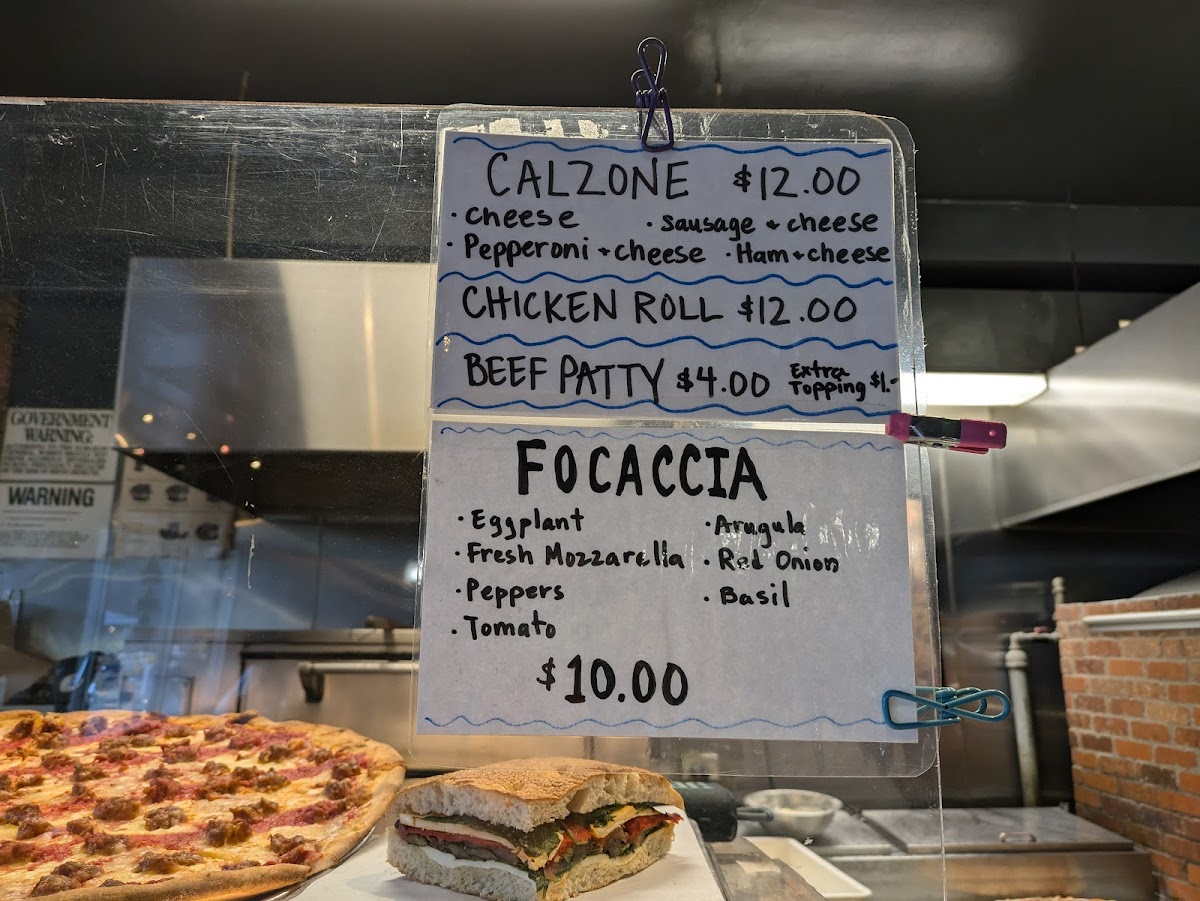 CALZONE $12.00
· Cheese · Sausage + cheese
· Pepperoni + cheese · Ham + cheese
CHICKEN ROLL $12.00
BEEF PATTY $4.00 Extra
Topping $1.-
FOCACCIA
· Eggplant · Arugula
· Fresh Mozzarella · Red Onion
· Peppers · Basil
· Tomato
$10.00
GOVERNMENT
WARNING:
WARNING